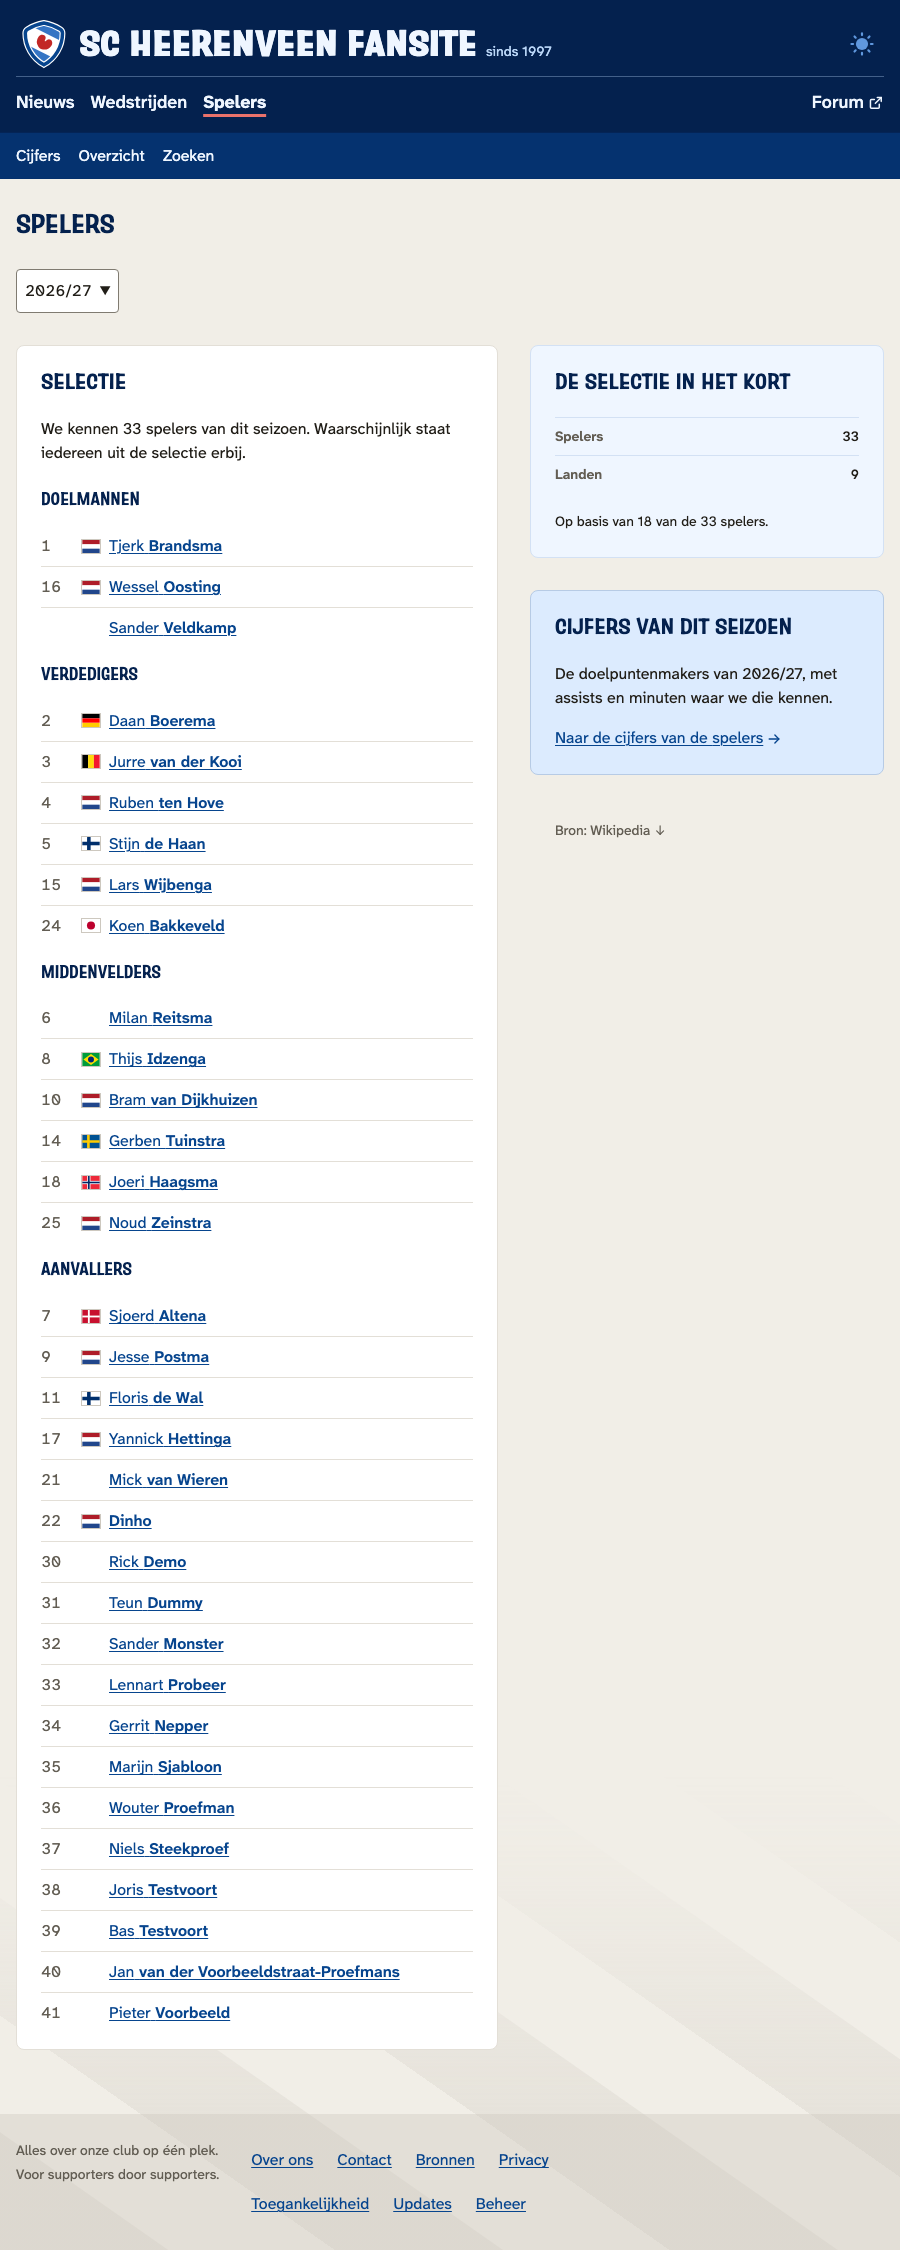 SC HEERENVEEN FANSITE sinds 1997
Nieuws Wedstrijden Spelers Forum
Cijfers Overzicht Zoeken
SPELERS
2026/27 ▼
SELECTIE
We kennen 33 spelers van dit seizoen. Waarschijnlijk staat
iedereen uit de selectie erbij.
DOELMANNEN
1 Tjerk Brandsma
16 Wessel Oosting
Sander Veldkamp
VERDEDIGERS
2 Daan Boerema
3 Jurre van der Kooi
4 Ruben ten Hove
5 Stijn de Haan
15 Lars Wijbenga
24 Koen Bakkeveld
MIDDENVELDERS
6 Milan Reitsma
8 Thijs Idzenga
10 Bram van Dijkhuizen
14 Gerben Tuinstra
18 Joeri Haagsma
25 Noud Zeinstra
AANVALLERS
7 Sjoerd Altena
9 Jesse Postma
11 Floris de Wal
17 Yannick Hettinga
21 Mick van Wieren
22 Dinho
30 Rick Demo
31 Teun Dummy
32 Sander Monster
33 Lennart Probeer
34 Gerrit Nepper
35 Marijn Sjabloon
36 Wouter Proefman
37 Niels Steekproef
38 Joris Testvoort
39 Bas Testvoort
40 Jan van der Voorbeeldstraat-Proefmans
41 Pieter Voorbeeld
DE SELECTIE IN HET KORT
Spelers 33
Landen 9
Op basis van 18 van de 33 spelers.
CIJFERS VAN DIT SEIZOEN
De doelpuntenmakers van 2026/27, met
assists en minuten waar we die kennen.
Naar de cijfers van de spelers →
Bron: Wikipedia ↓
Alles over onze club op één plek.
Voor supporters door supporters.
Over ons Contact Bronnen Privacy
Toegankelijkheid Updates Beheer